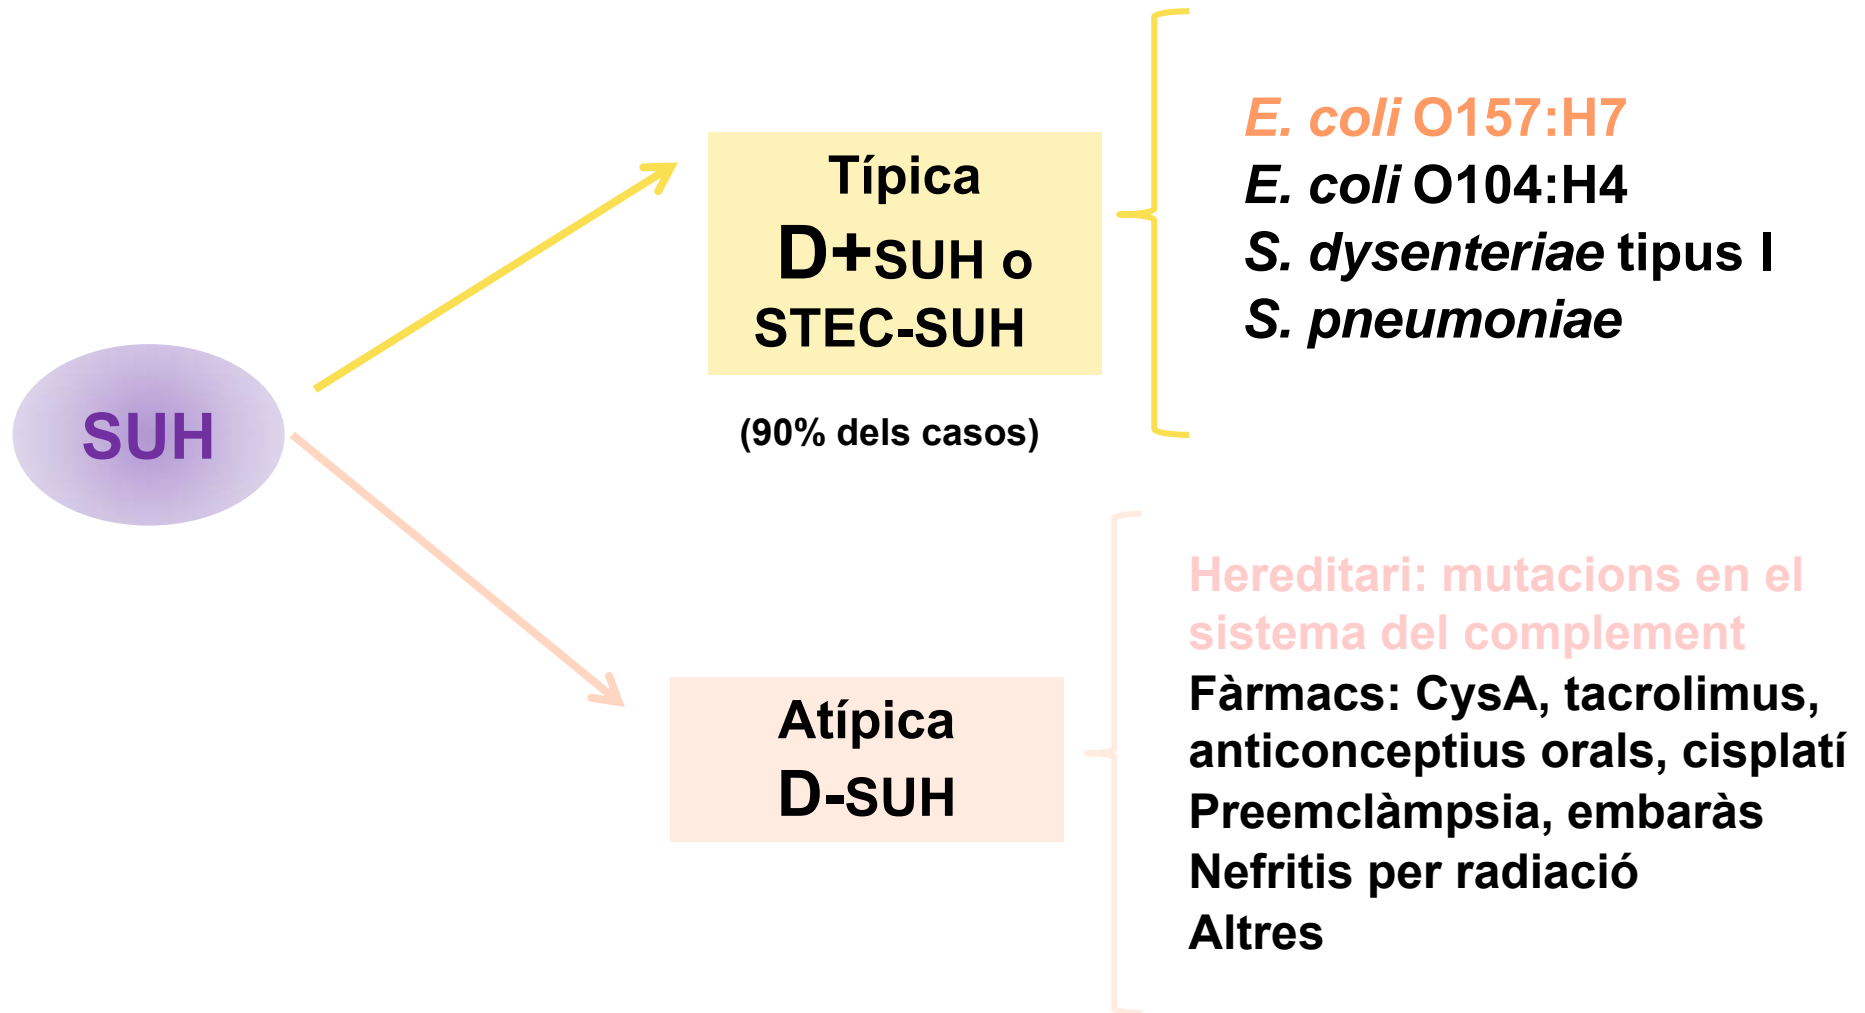 SUH
Típica
D+SUH o
STEC-SUH
(90% dels casos)
E. coli O157:H7
E. coli O104:H4
S. dysenteriae tipus I
S. pneumoniae
Atípica
D-SUH
Hereditari: mutacions en el
sistema del complement
Fàrmacs: CysA, tacrolimus,
anticonceptius orals, cisplatí
Preemclàmpsia, embaràs
Nefritis per radiació
Altres